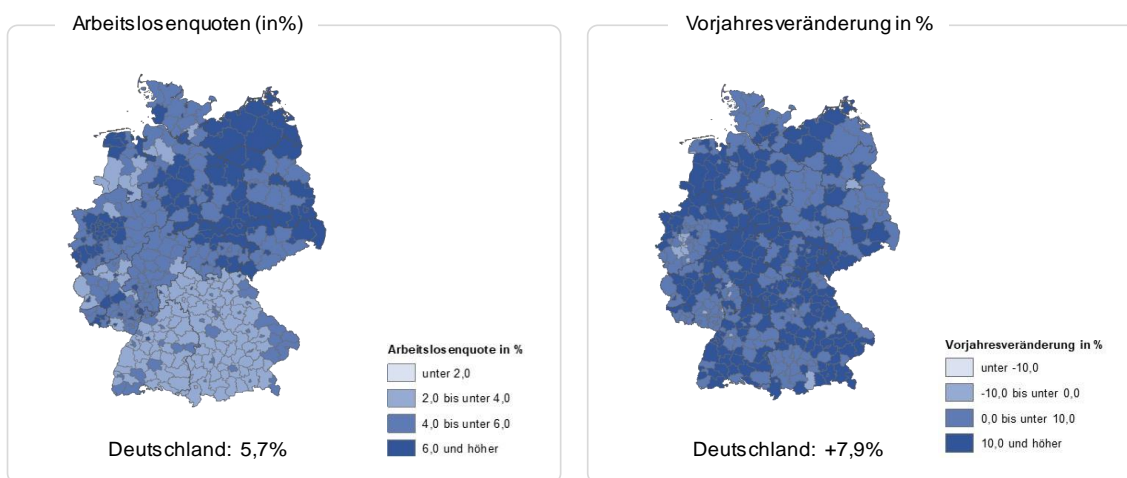 Arbeitslosenquoten (in%)
Arbeitslosenquote in %
unter 2,0
2,0 bis unter 4,0
4,0 bis unter 6,0
6,0 und höher
Deutschland: 5,7%
Vorjahresveränderung in %
Vorjahresveränderung in %
unter -10,0
-10,0 bis unter 0,0
0,0 bis unter 10,0
10,0 und höher
Deutschland: +7,9%